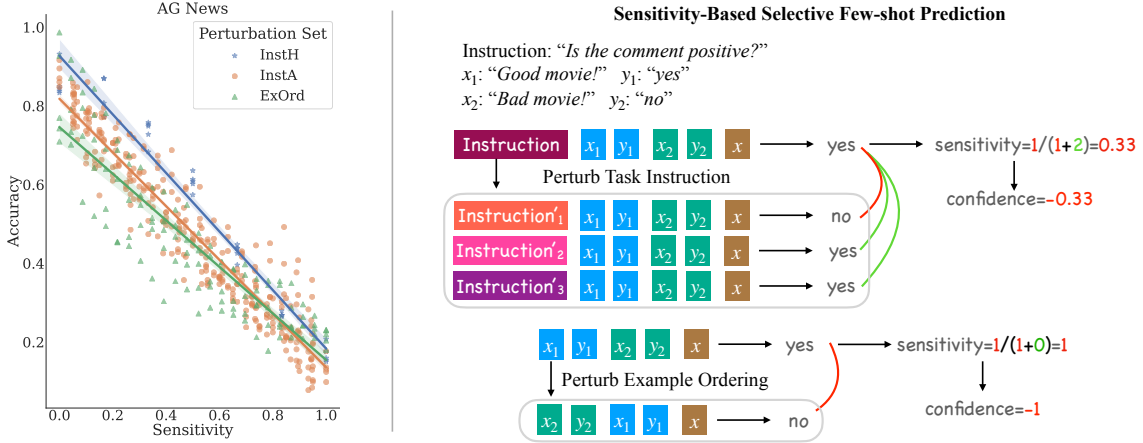 AG News
1.0
0.8
0.6
0.4
0.2
Accuracy
0.0
0.2
0.4
0.6
0.8
1.0
Sensitivity
Perturbation Set
InstH
InstA
ExOrd
Sensitivity-Based Selective Few-shot Prediction
Instruction: “Is the comment positive?”
x1: “Good movie!” y1: “yes”
x2: “Bad movie!” y2: “no”
Instruction x1 y1 x2 y2 x yes sensitivity=1/(1+2)=0.33
Perturb Task Instruction
confidence=-0.33
Instruction′1 x1 y1 x2 y2 x no
Instruction′2 x1 y1 x2 y2 x yes
Instruction′3 x1 y1 x2 y2 x yes
x1 y1 x2 y2 x yes sensitivity=1/(1+0)=1
Perturb Example Ordering
confidence=-1
x2 y2 x1 y1 x no